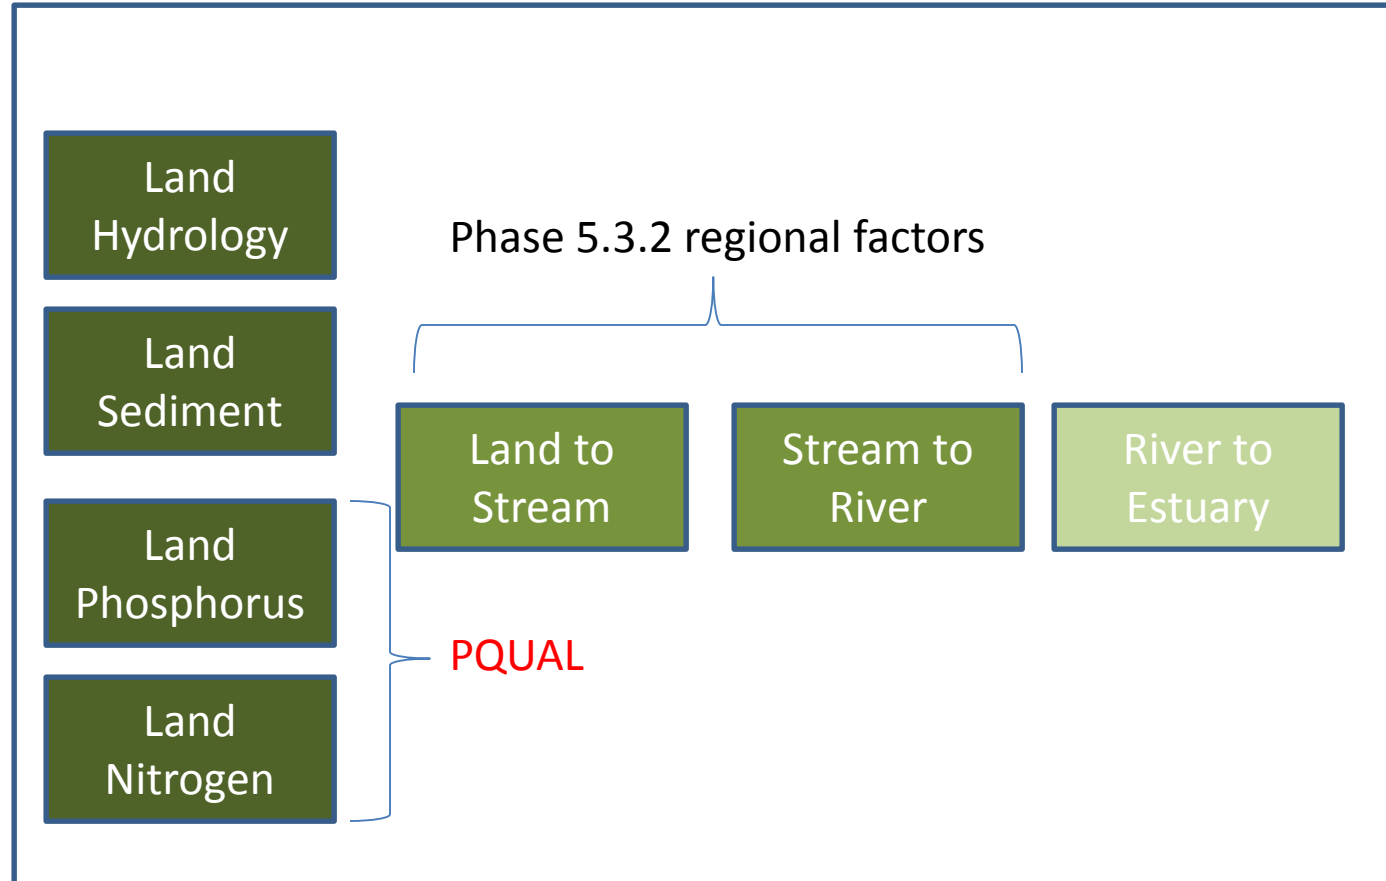 Land
Hydrology
Phase 5.3.2 regional factors
Land
Sediment
Land to
Stream
Stream to
River
River to
Estuary
Land
Phosphorus
PQUAL
Land
Nitrogen